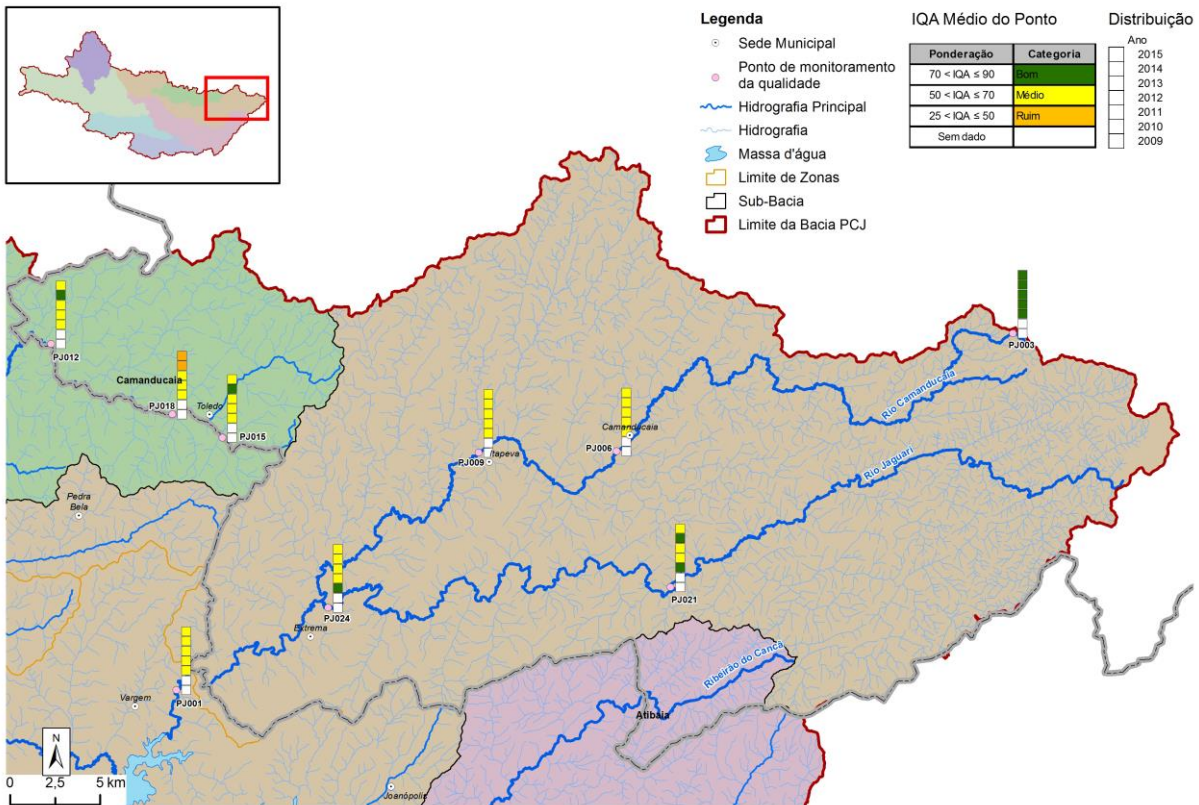 Legenda
Sede Municipal
Ponto de monitoramento
da qualidade
Hidrografia Principal
Hidrografia
Massa d'água
Limite de Zonas
Sub-Bacia
Limite da Bacia PCJ
IQA Médio do Ponto
Ponderação Categoria
70 < IQA ≤ 90 Bom
50 < IQA ≤ 70 Médio
25 < IQA ≤ 50 Ruim
Sem dado
Distribuição
Ano
2015
2014
2013
2012
2011
2010
2009
PJ003
PJ012
Camanducaia
PJ018
Toledo
PJ015
Rio Camanducaia
Camanducaia
PJ006
PJ009
Itapeva
Rio Jaguari
Pedra
Bela
PJ021
PJ024
Extrema
Ribeirão do Cancã
Vargem
PJ001
Atibaia
Joanópolis
N
0 2,5 5 km